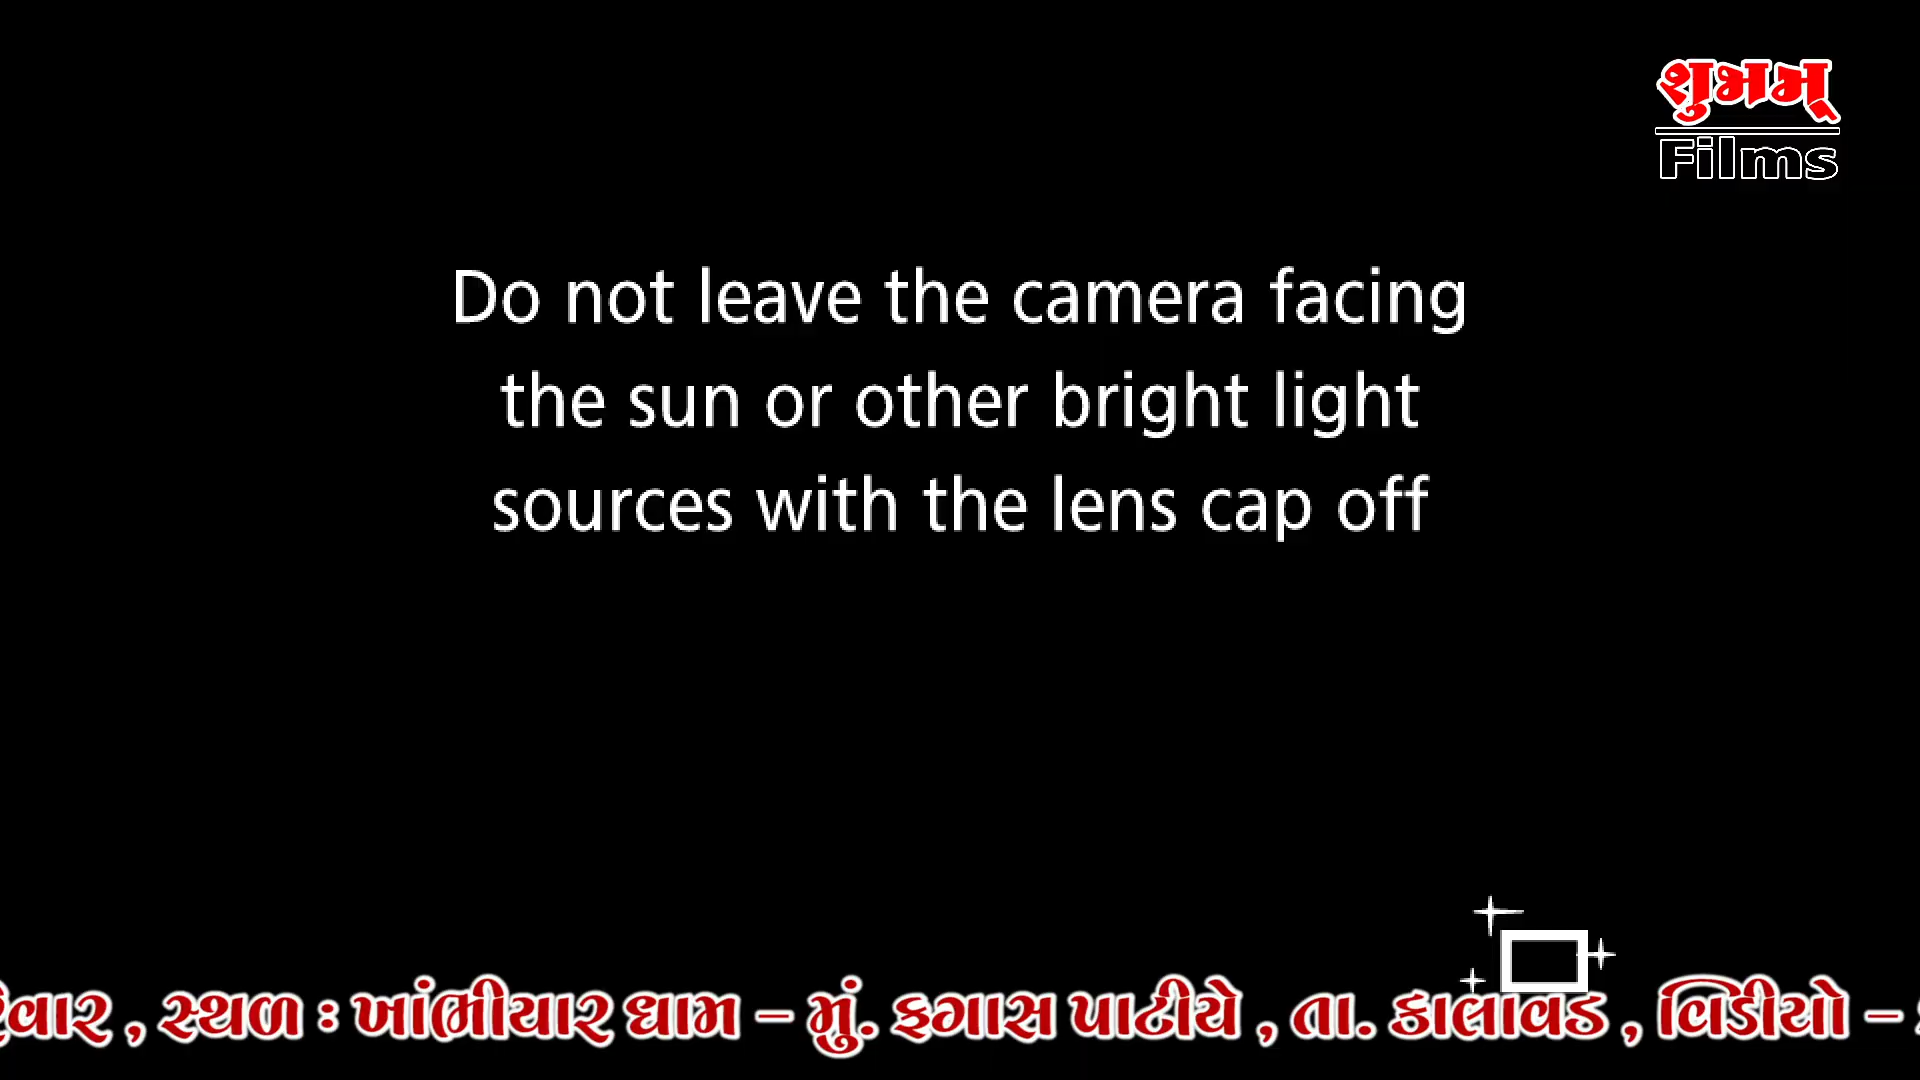 શુભમ્
Films
Do not leave the camera facing
the sun or other bright light
sources with the lens cap off
વાર , સ્થળ : ખાંભીયાર ધામ – મું. ફગાસ પાટીયે , તા. કાલાવડ , વિડીયો –